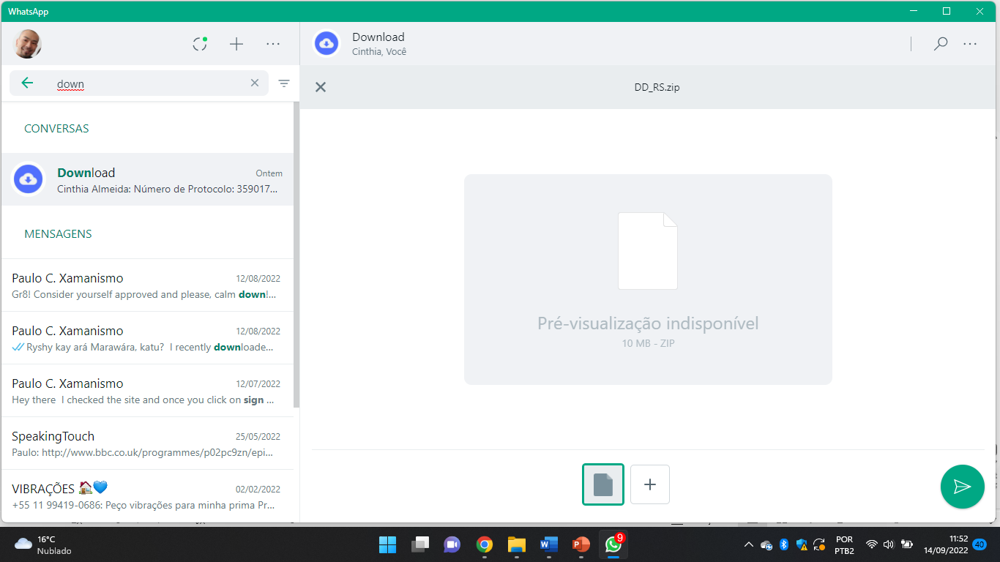 WhatsApp
Download
Cinthia, Você
down
DD_RS.zip
CONVERSAS
Download Ontem
Cinthia Almeida: Número de Protocolo: 359017...
MENSAGENS
Paulo C. Xamanismo 12/08/2022
Gr8! Consider yourself approved and please, calm down!...
Paulo C. Xamanismo 12/08/2022
Ryshy kay ará Marawára, katu? I recently downloade...
Paulo C. Xamanismo 12/07/2022
Hey there I checked the site and once you click on sign ...
SpeakingTouch 25/05/2022
Paulo: http://www.bbc.co.uk/programmes/p02pc9zn/epi...
VIBRAÇÕES 🏠💙 02/02/2022
+55 11 99419-0686: Peço vibrações para minha prima Pr...
Pré-visualização indisponível
10 MB - ZIP
16°C
Nublado
9
POR
PTB2
11:52
14/09/2022
40